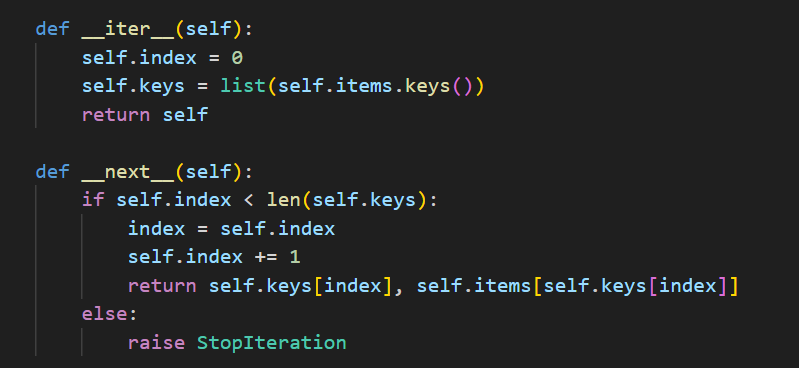 def __iter__(self):
    self.index = 0
    self.keys = list(self.items.keys())
    return self

def __next__(self):
    if self.index < len(self.keys):
        index = self.index
        self.index += 1
        return self.keys[index], self.items[self.keys[index]]
    else:
        raise StopIteration